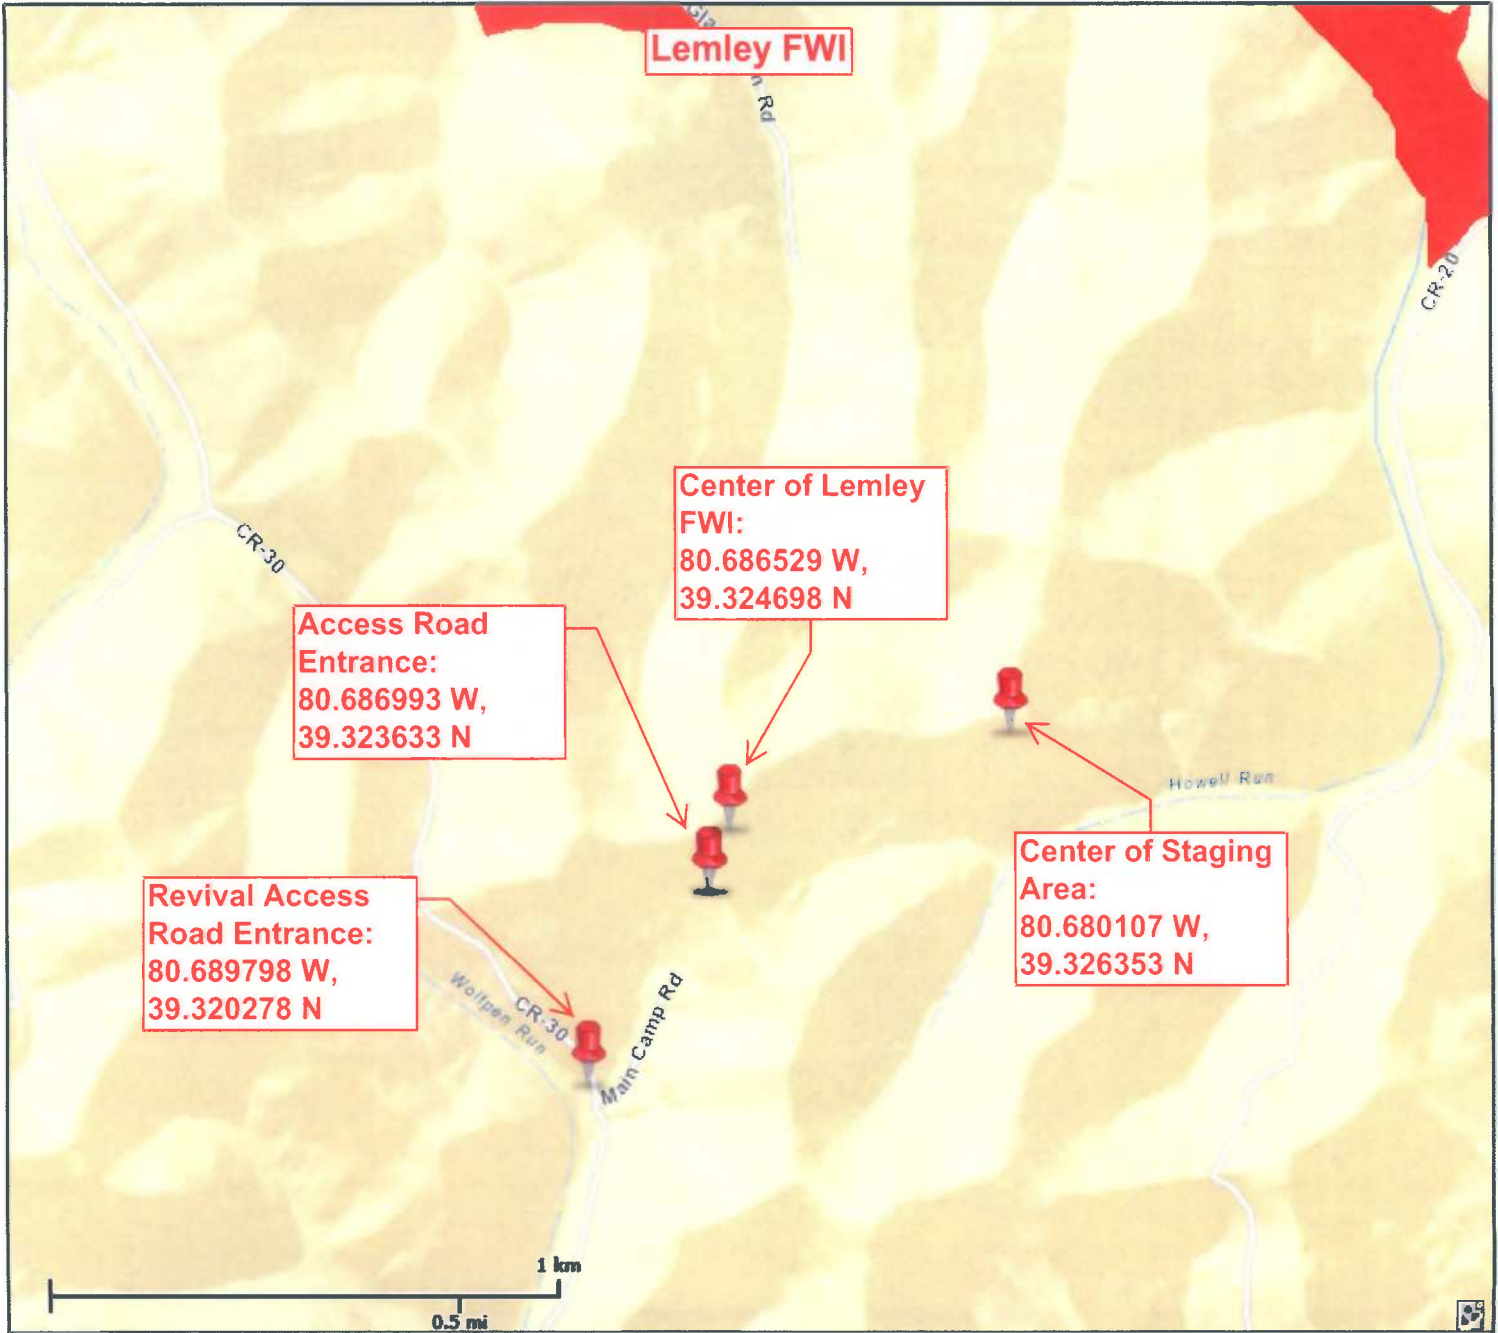 Lemley FWI
n Rd
CR-20
CR-30
Center of Lemley
FWI:
80.686529 W,
39.324698 N
Access Road
Entrance:
80.686993 W,
39.323633 N
Howell Run
Center of Staging
Area:
80.680107 W,
39.326353 N
Revival Access
Road Entrance:
80.689798 W,
39.320278 N
Wolfpen Run
CR-30
Main Camp Rd
1 km
0.5 mi